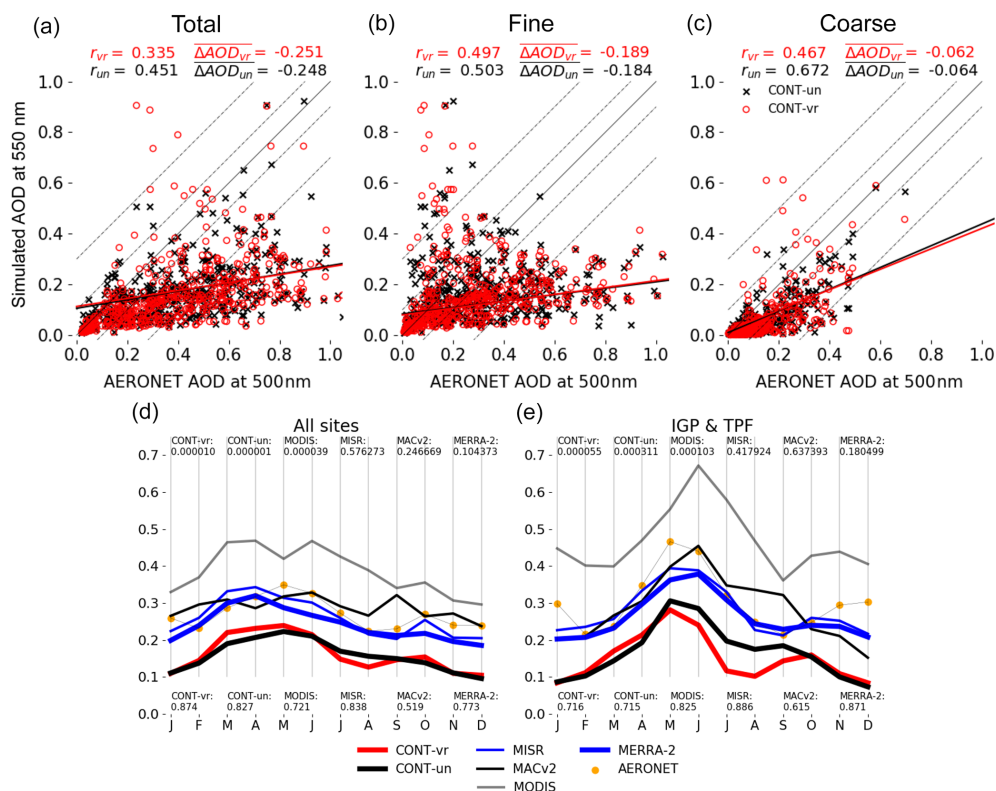 (a) Total
(b) Fine
(c) Coarse
r_vr = 0.335 ΔAOD_vr = -0.251
r_un = 0.451 ΔAOD_un = -0.248
r_vr = 0.497 ΔAOD_vr = -0.189
r_un = 0.503 ΔAOD_un = -0.184
r_vr = 0.467 ΔAOD_vr = -0.062
r_un = 0.672 ΔAOD_un = -0.064
CONT-un
CONT-vr
Simulated AOD at 550 nm
1.0
0.8
0.6
0.4
0.2
0.0
0.0 0.2 0.4 0.6 0.8 1.0
AERONET AOD at 500nm
1.0
0.8
0.6
0.4
0.2
0.0
0.0 0.2 0.4 0.6 0.8 1.0
AERONET AOD at 500nm
1.0
0.8
0.6
0.4
0.2
0.0
0.0 0.2 0.4 0.6 0.8 1.0
AERONET AOD at 500nm
(d) All sites
CONT-vr: CONT-un: MODIS: MISR: MACv2: MERRA-2:
0.000010 0.000001 0.000039 0.576273 0.246669 0.104373
0.7
0.6
0.5
0.4
0.3
0.2
0.1
0.0
CONT-vr: CONT-un: MODIS: MISR: MACv2: MERRA-2:
0.874 0.827 0.721 0.838 0.519 0.773
J F M A M J J A S O N D
(e) IGP & TPF
CONT-vr: CONT-un: MODIS: MISR: MACv2: MERRA-2:
0.000055 0.000311 0.000103 0.417924 0.637393 0.180499
0.7
0.6
0.5
0.4
0.3
0.2
0.1
0.0
CONT-vr: CONT-un: MODIS: MISR: MACv2: MERRA-2:
0.716 0.715 0.825 0.886 0.615 0.871
J F M A M J J A S O N D
CONT-vr MISR MERRA-2
CONT-un MACv2 AERONET
MODIS